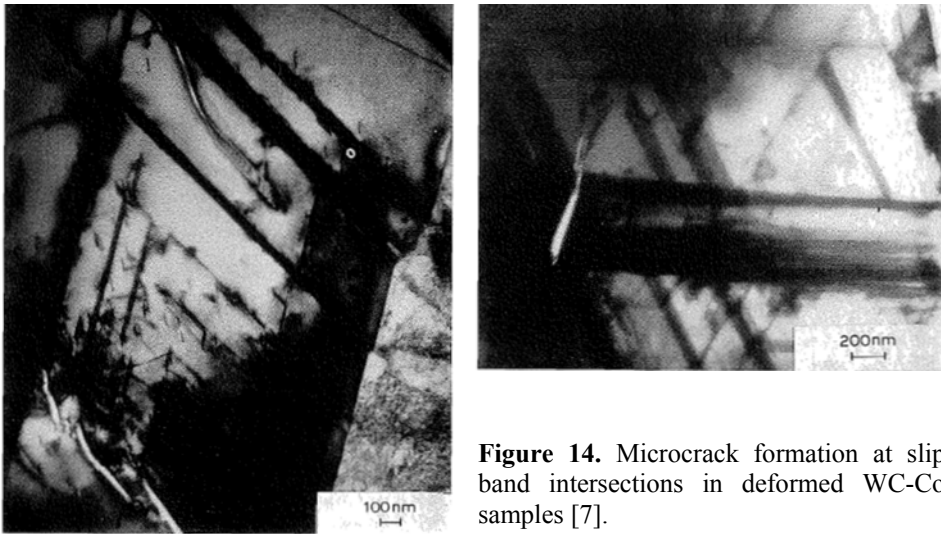 100nm
200nm
Figure 14. Microcrack formation at slip
band intersections in deformed WC-Co
samples [7].